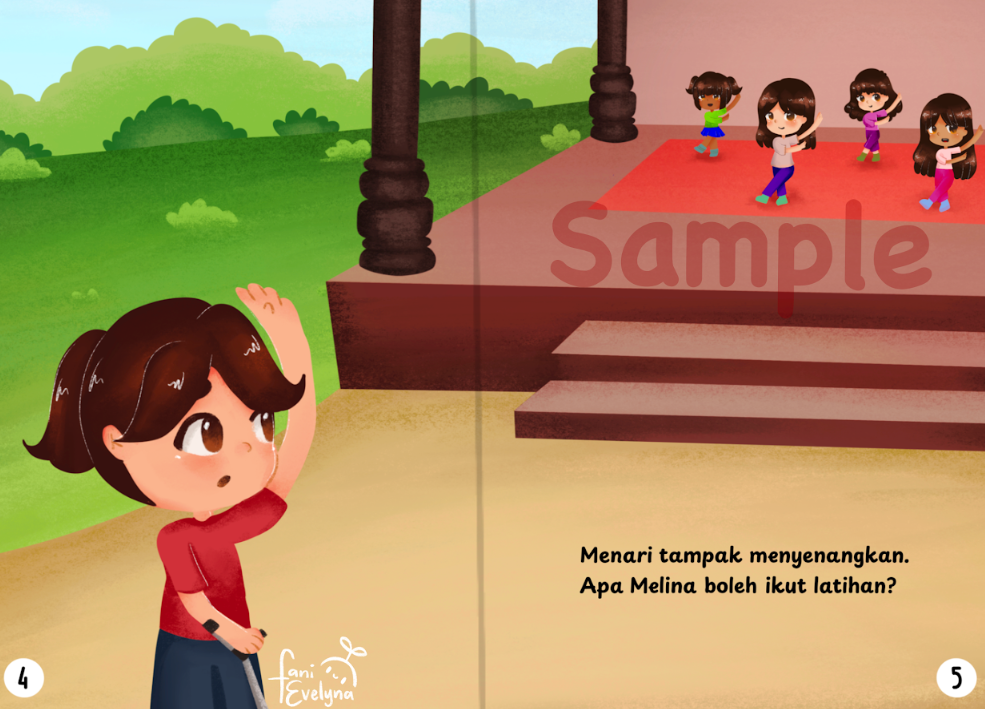 Sample
Menari tampak menyenangkan.
Apa Melina boleh ikut latihan?
4
fani
Evelyna
5